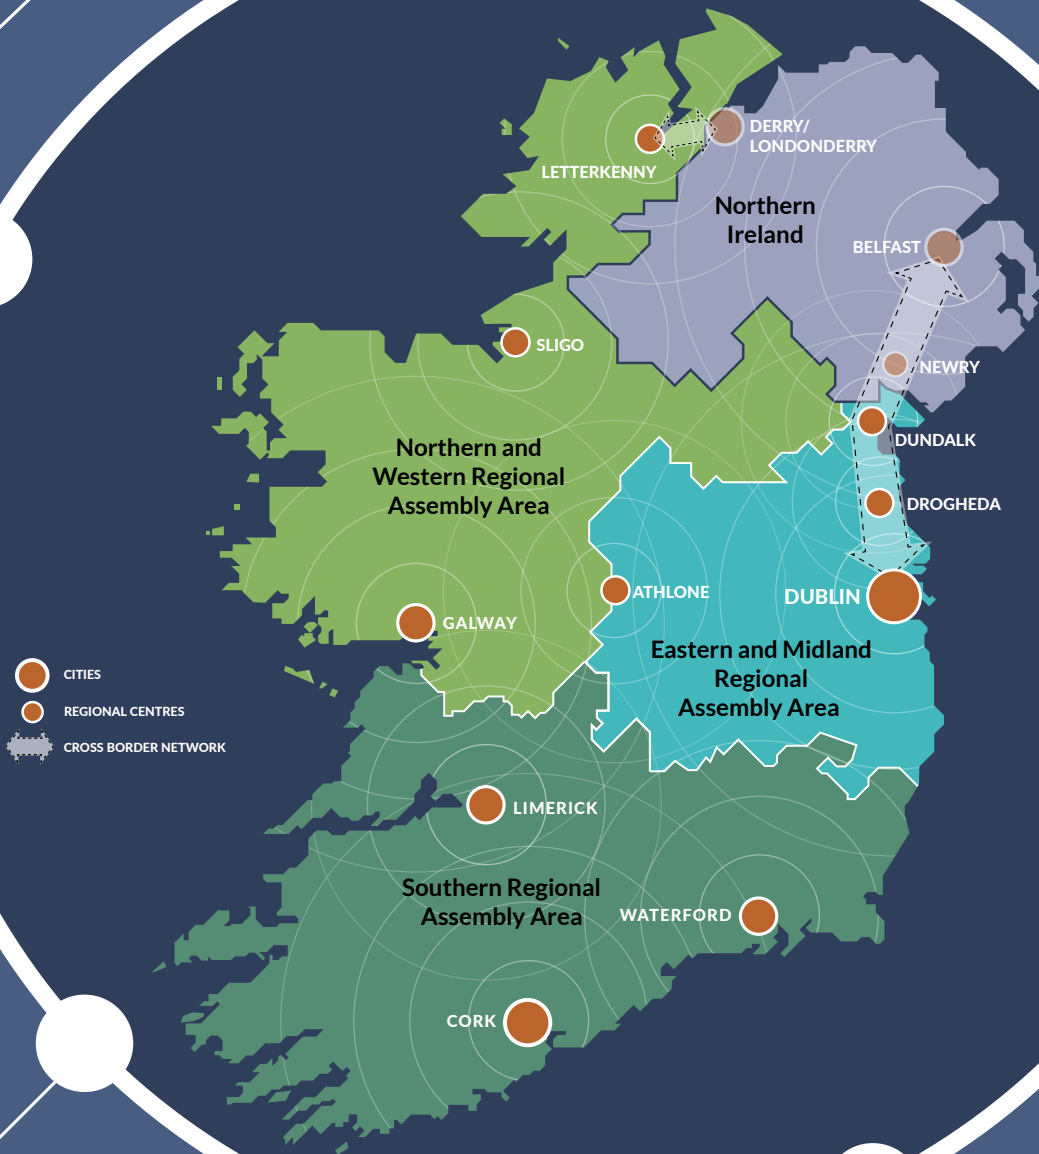 DERRY/
LONDONDERRY
LETTERKENNY
Northern
Ireland
BELFAST
SLIGO
NEWRY
Northern and
Western Regional
Assembly Area
DUNDALK
DROGHEDA
ATHLONE
DUBLIN
GALWAY
Eastern and Midland
Regional
Assembly Area
CITIES
REGIONAL CENTRES
CROSS BORDER NETWORK
LIMERICK
Southern Regional
Assembly Area
WATERFORD
CORK